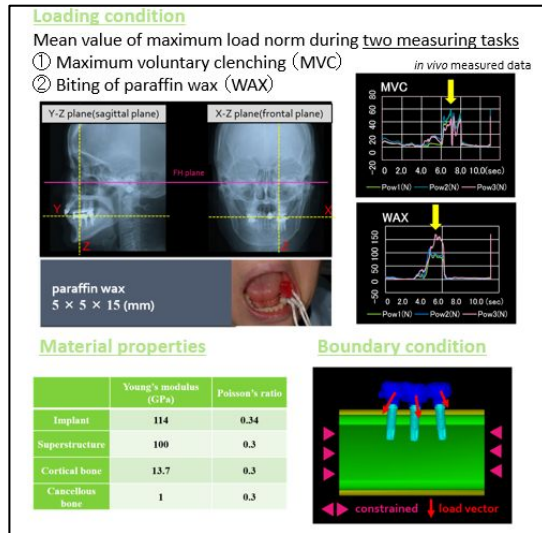 Loading condition
Mean value of maximum load norm during two measuring tasks
① Maximum voluntary clenching (MVC)
② Biting of paraffin wax (WAX)
in vivo measured data
Y-Z plane(sagittal plane)
X-Z plane(frontal plane)
FH plane
Y
Z
X
Z
MVC
80
60
40
20
0
-20
0 2.0 4.0 6.0 8.0 10.0(sec)
Pow1(N) Pow2(N) Pow3(N)
WAX
150
100
50
0
-50
0 2.0 4.0 6.0 8.0 (sec)
Pow1(N) Pow2(N) Pow3(N)
paraffin wax
5 × 5 × 15 (mm)
Material properties
Young's modulus (GPa) Poisson's ratio
Implant 114 0.34
Superstructure 100 0.3
Cortical bone 13.7 0.3
Cancellous bone 1 0.3
Boundary condition
constrained load vector